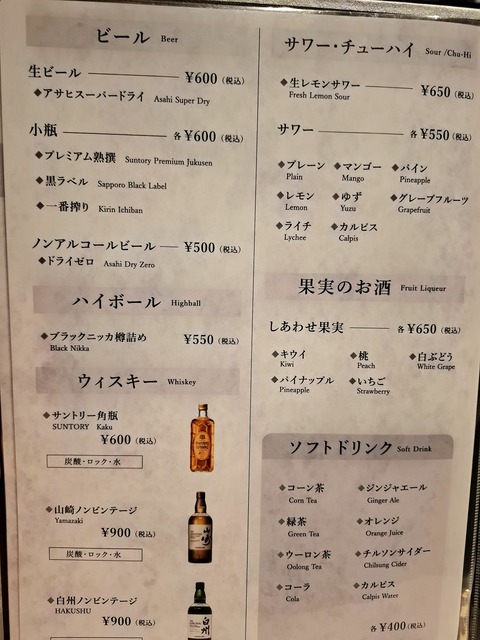 ビール Beer
生ビール ¥600 (税込)
◆アサヒスーパードライ Asahi Super Dry
小瓶 各 ¥600 (税込)
◆プレミアム熟撰 Suntory Premium Jukusen
◆黒ラベル Sapporo Black Label
◆一番搾り Kirin Ichiban
ノンアルコールビール ¥500 (税込)
◆ドライゼロ Asahi Dry Zero
ハイボール Highball
◆ブラックニッカ樽詰め ¥550 (税込)
Black Nikka
ウィスキー Whiskey
◆サントリー角瓶
SUNTORY Kaku
¥600 (税込)
炭酸・ロック・水
◆山崎ノンビンテージ
Yamazaki
¥900 (税込)
炭酸・ロック・水
◆白州ノンビンテージ
HAKUSHU
¥900 (税込)
山崎
白州
サワー・チューハイ Sour /Chu-Hi
◆生レモンサワー ¥650 (税込)
Fresh Lemon Sour
サワー 各 ¥550 (税込)
◆プレーン ◆マンゴー ◆パイン
Plain Mango Pineapple
◆レモン ◆ゆず ◆グレープフルーツ
Lemon Yuzu Grapefruit
◆ライチ ◆カルピス
Lychee Calpis
果実のお酒 Fruit Liqueur
しあわせ果実 各 ¥650 (税込)
◆キウイ ◆桃 ◆白ぶどう
Kiwi Peach White Grape
◆パイナップル ◆いちご
Pineapple Strawberry
ソフトドリンク Soft Drink
◆コーン茶 ◆ジンジャエール
Corn Tea Ginger Ale
◆緑茶 ◆オレンジ
Green Tea Orange Juice
◆ウーロン茶 ◆チルソンサイダー
Oolong Tea Chilsung Cider
◆コーラ ◆カルピス
Cola Calpis Water
各 ¥400 (税込)